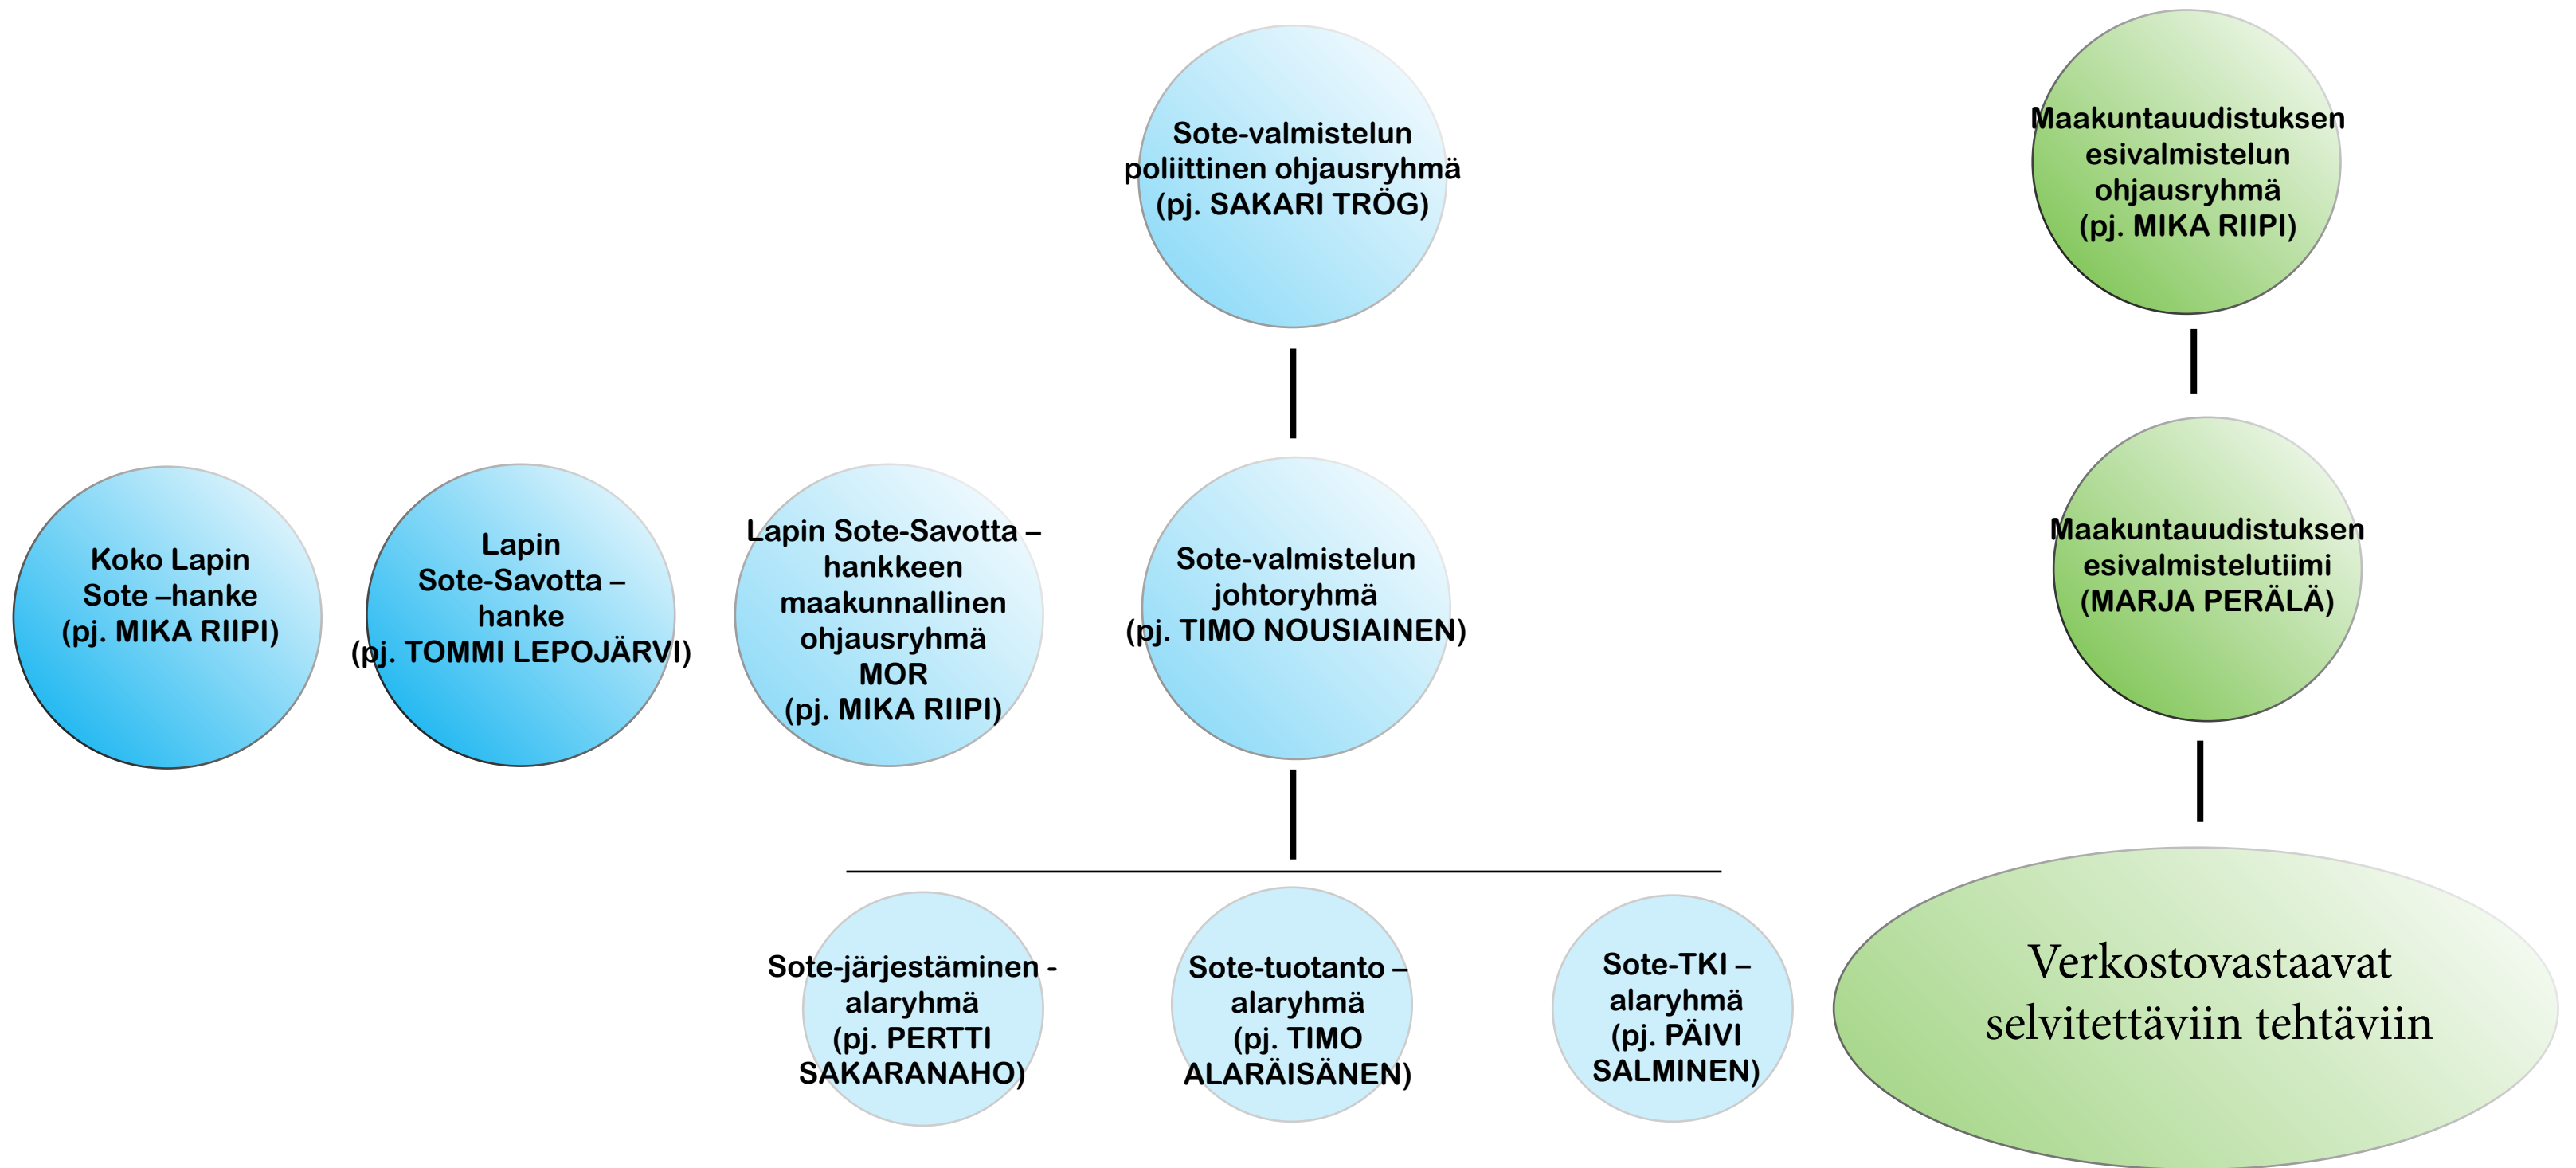 Sote-valmistelun
poliittinen ohjausryhmä
(pj. SAKARI TRÖG)
Maakuntauudistuksen
esivalmistelun
ohjausryhmä
(pj. MIKA RIIPI)
Koko Lapin
Sote –hanke
(pj. MIKA RIIPI)
Lapin
Sote-Savotta –
hanke
(pj. TOMMI LEPOJÄRVI)
Lapin Sote-Savotta –
hankkeen
maakunnallinen
ohjausryhmä
MOR
(pj. MIKA RIIPI)
Sote-valmistelun
johtoryhmä
(pj. TIMO NOUSIAINEN)
Maakuntauudistuksen
esivalmistelutiimi
(MARJA PERÄLÄ)
Sote-järjestäminen -
alaryhmä
(pj. PERTTI
SAKARANAHO)
Sote-tuotanto –
alaryhmä
(pj. TIMO
ALARÄISÄNEN)
Sote-TKI –
alaryhmä
(pj. PÄIVI
SALMINEN)
Verkostovastaavat
selvitettäviin tehtäviin